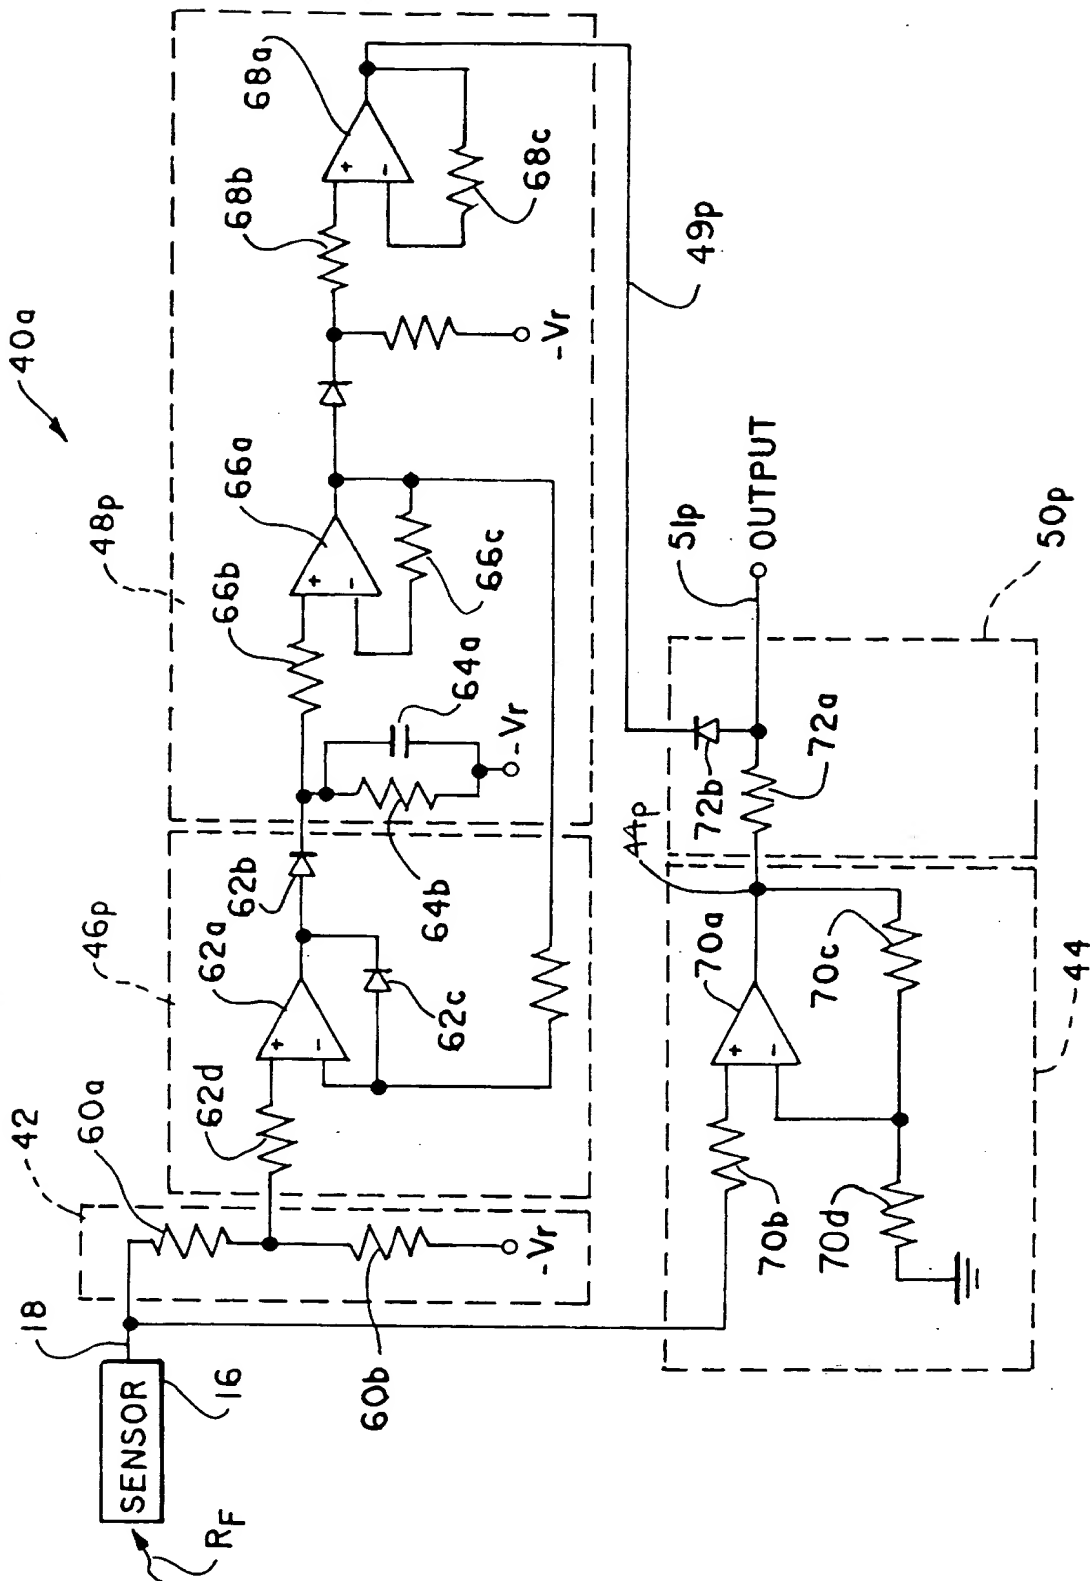 40a
48p
68a
68b
+
-
68c
66a
66b
+
-
66c
-Vr
64a
-Vr
49p
46p
62a
62b
64b
+
-
62c
62d
42
60a
-Vr
60b
18
SENSOR
16
RF
51p
OUTPUT
50p
72b
72a
44p
70a
+
-
70c
44
70b
70d